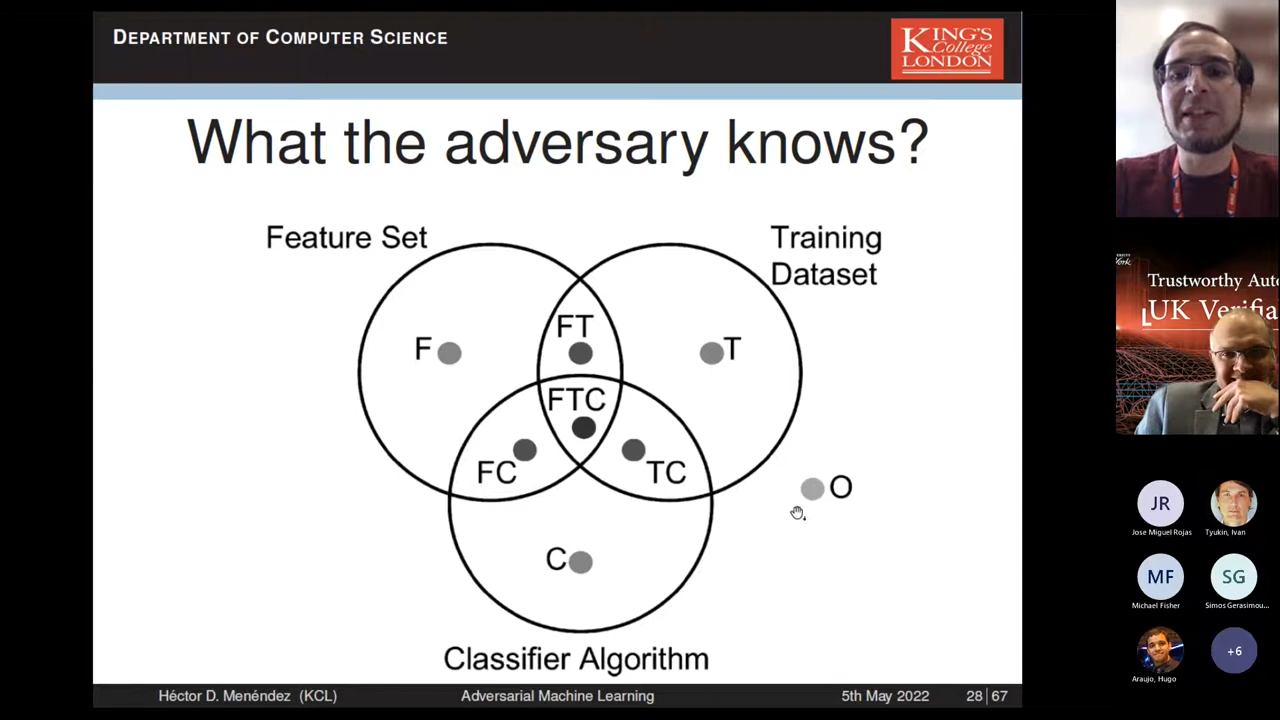 DEPARTMENT OF COMPUTER SCIENCE
KING'S
College
LONDON
What the adversary knows?
Feature Set
Training
Dataset
FT
F
T
FTC
FC
TC
O
C
Classifier Algorithm
Héctor D. Menéndez (KCL)
Adversarial Machine Learning
5th May 2022
28|67
Trustworthy Aut
UK Verifia
JR
Jose Miguel Rojas
Tyukin, Ivan
MF
Michael Fisher
SG
Simos Gerasimou...
Araujo, Hugo
+6